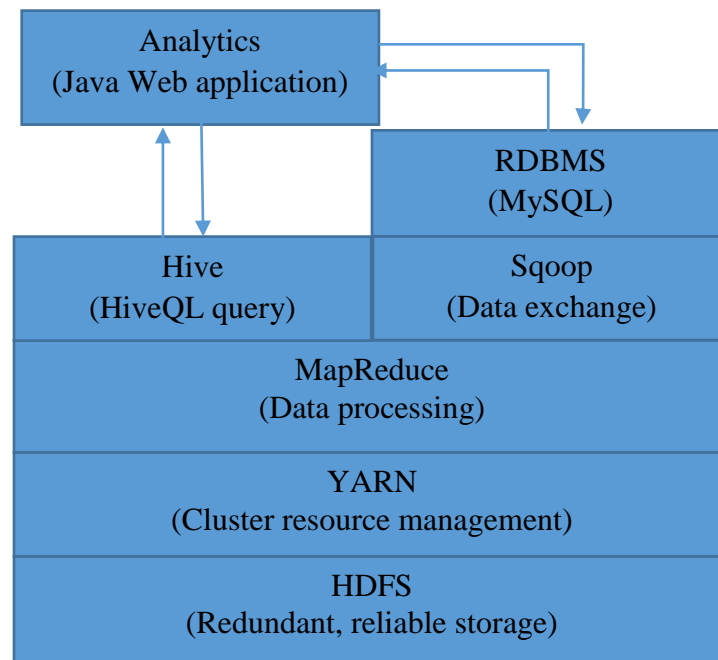 Analytics
(Java Web application)
RDBMS
(MySQL)
Hive
(HiveQL query)
Sqoop
(Data exchange)
MapReduce
(Data processing)
YARN
(Cluster resource management)
HDFS
(Redundant, reliable storage)